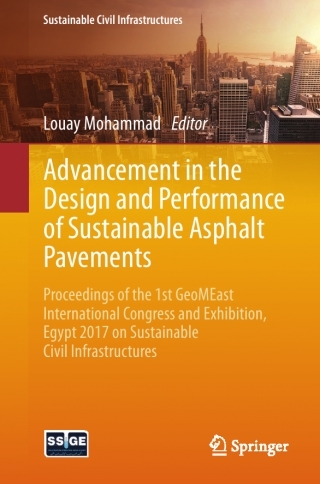 Sustainable Civil Infrastructures
Louay Mohammad Editor
Advancement in the
Design and Performance
of Sustainable Asphalt
Pavements
Proceedings of the 1st GeoMEast
International Congress and Exhibition,
Egypt 2017 on Sustainable
Civil Infrastructures
SSIGE
Springer